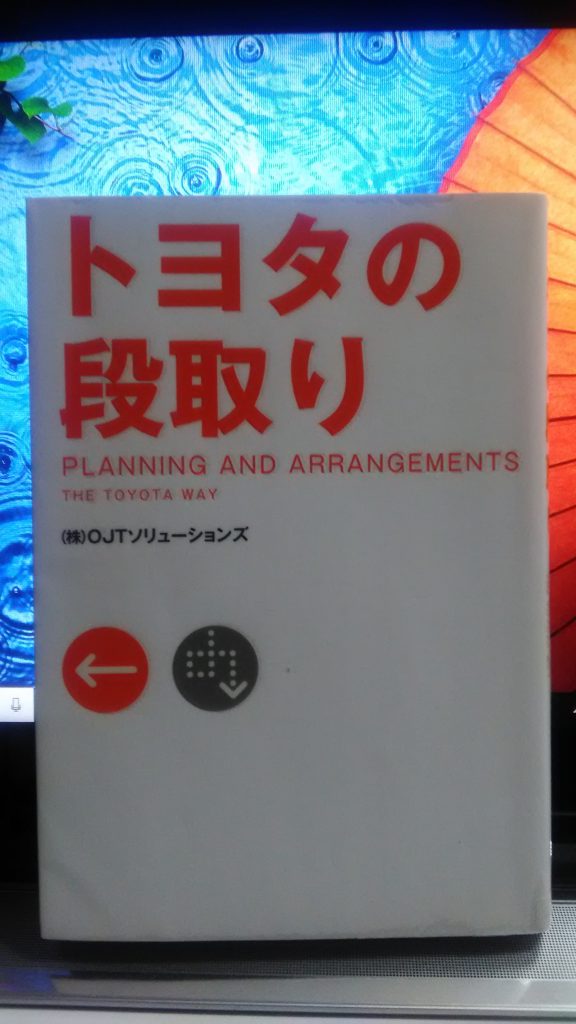 トヨタの
段取り
PLANNING AND ARRANGEMENTS
THE TOYOTA WAY
(株)OJTソリューションズ